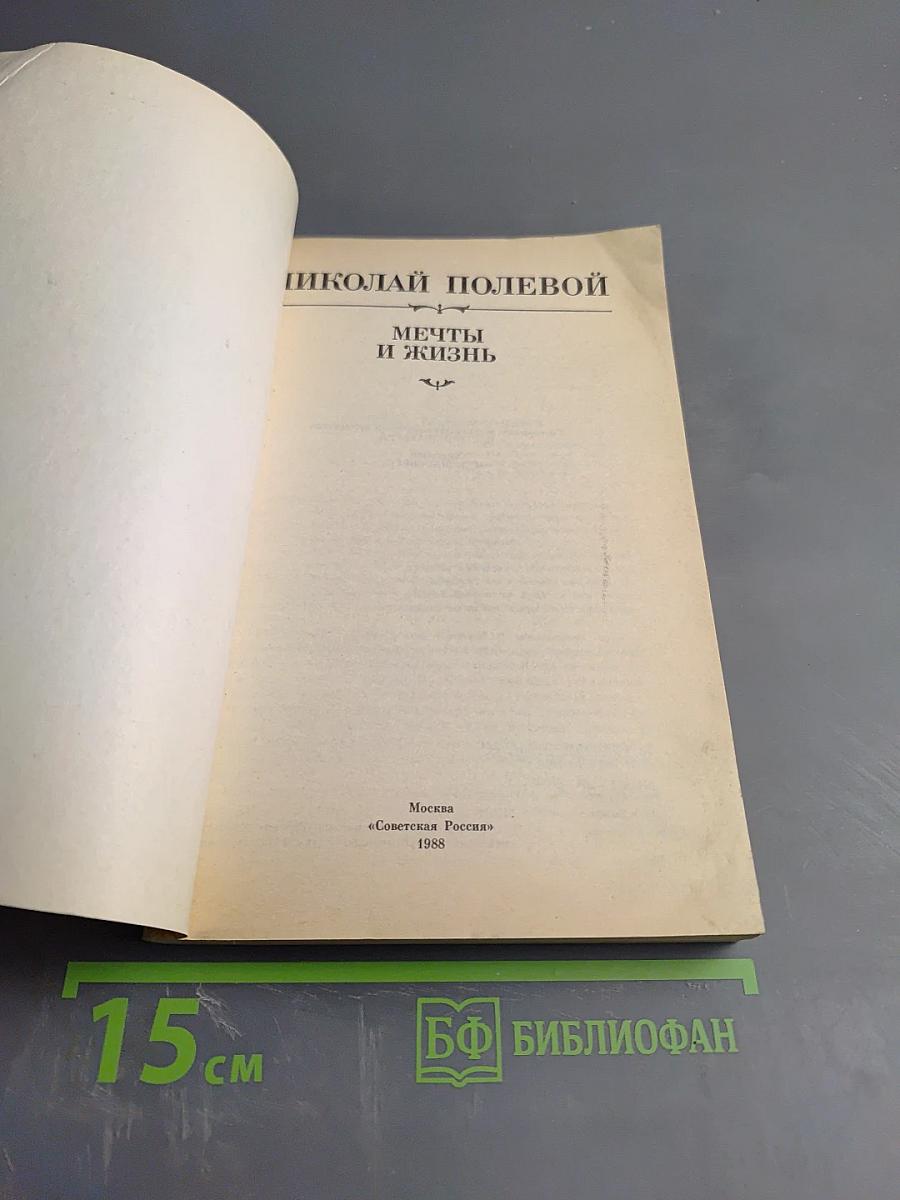 НИКОЛАЙ ПОЛЕВОЙ
МЕЧТЫ
И ЖИЗНЬ
Москва
«Советская Россия»
1988
15 см
БФ БИБЛИОФАН